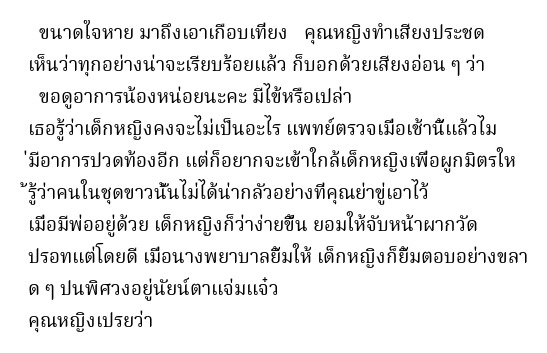 ขนาดใจหาย มาถึงเอาเกือบเที่ยง   คุณหญิงทำเสียงประชด
เห็นว่าทุกอย่างน่าจะเรียบร้อยแล้ว ก็บอกด้วยเสียงอ่อน ๆ ว่า
ขอดูอาการน้องหน่อยนะคะ มีไข้หรือเปล่า
เธอรู้ว่าเด็กหญิงคงจะไม่เป็นอะไร แพทย์ตรวจเมื่อเช้านี้แล้วไม
่มีอาการปวดท้องอีก แต่ก็อยากจะเข้าใกล้เด็กหญิงเพื่อผูกมิตรให
้รู้ว่าคนในชุดขาวนั้นไม่ได้น่ากลัวอย่างที่คุณย่าขู่เอาไว้
เมื่อมีพ่ออยู่ด้วย เด็กหญิงก็ว่าง่ายขึ้น ยอมให้จับหน้าผากวัด
ปรอทแต่โดยดี เมื่อนางพยาบาลยิ้มให้ เด็กหญิงก็ยิ้มตอบอย่างขลา
ด ๆ ปนพิศวงอยู่นัยน์ตาแจ่มแจ๋ว
คุณหญิงเปรยว่า